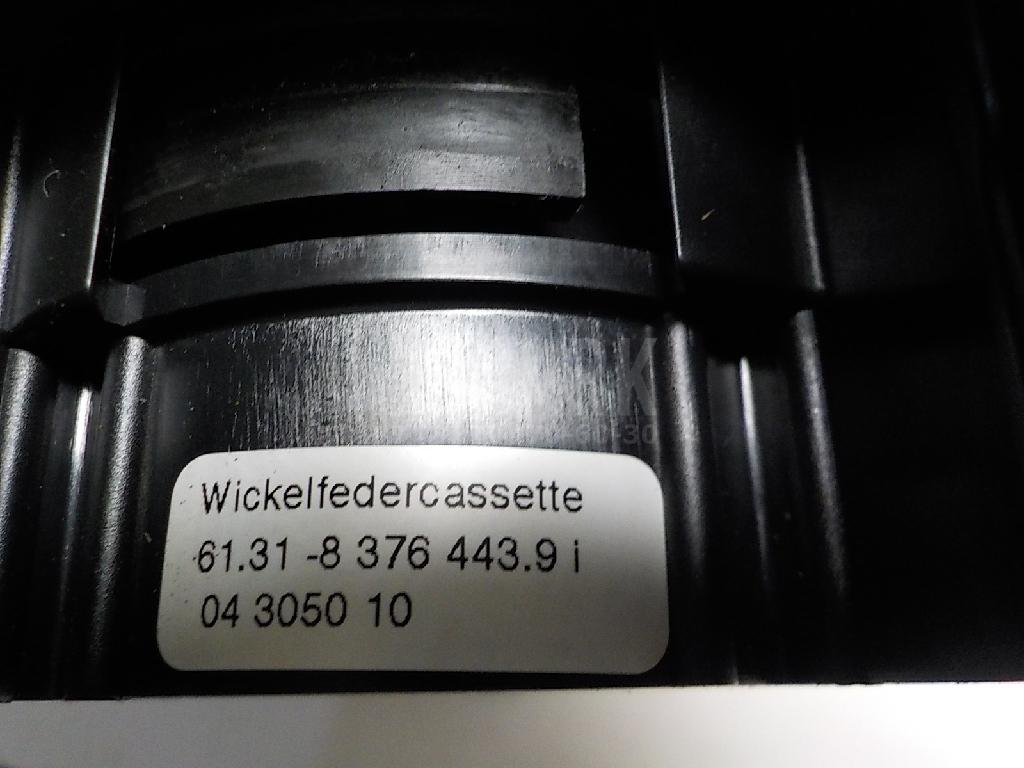 Wickelfedercassette
61.31 -8 376 443.9 i
04 3050 10